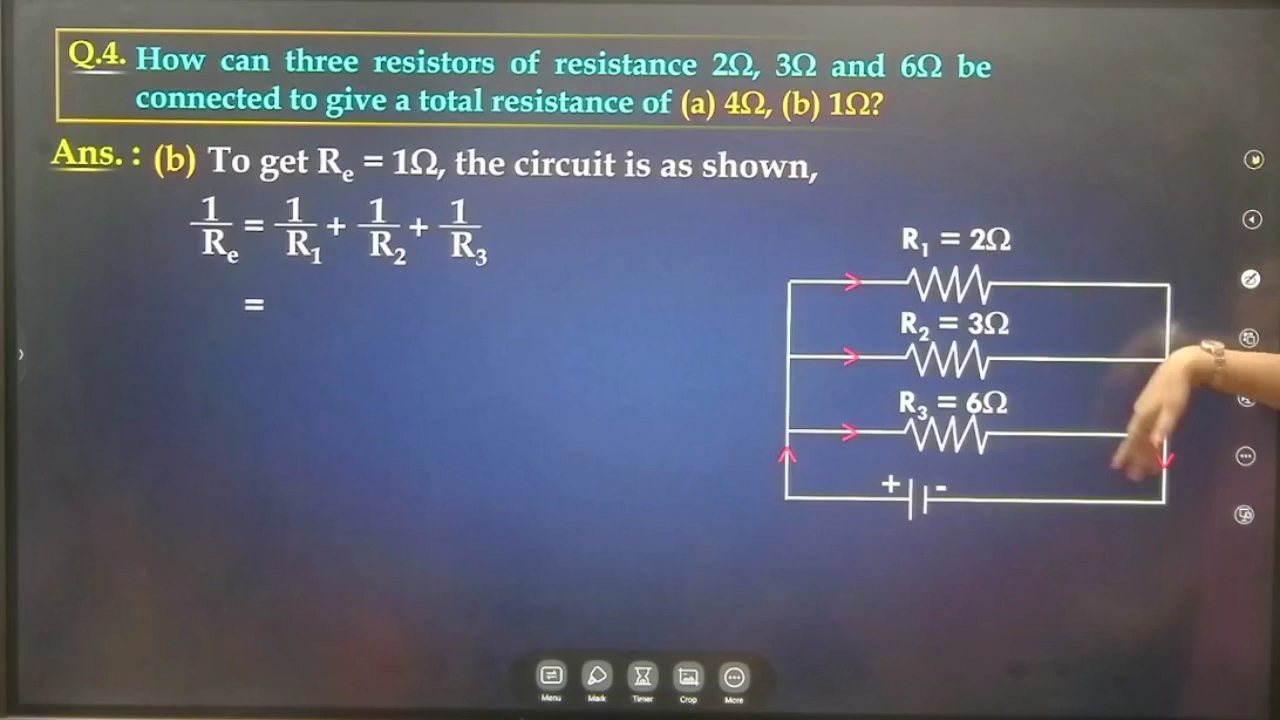 Q.4. How can three resistors of resistance 2Ω, 3Ω and 6Ω be
connected to give a total resistance of (a) 4Ω, (b) 1Ω?
Ans. : (b) To get Rₑ = 1Ω, the circuit is as shown,
1/Rₑ = 1/R₁ + 1/R₂ + 1/R₃
=
R₁ = 2Ω
R₂ = 3Ω
R₃ = 6Ω
+ -
Menu Mark Timer Crop More